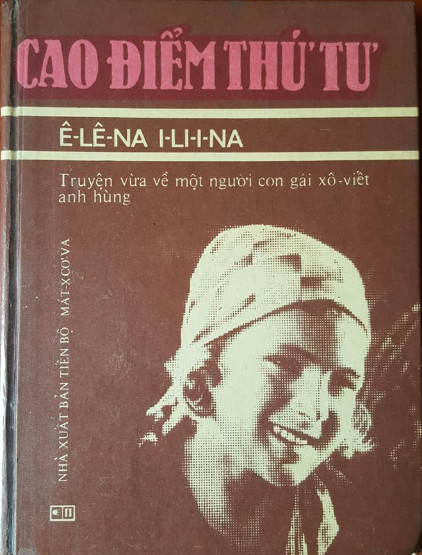 CAO ĐIỂM THỨ TƯ
Ê-LÊ-NA I-LI-I-NA
Truyện vừa về một người con gái xô-viết
anh hùng
NHÀ XUẤT BẢN TIẾN BỘ MÁT-XCƠ-VA